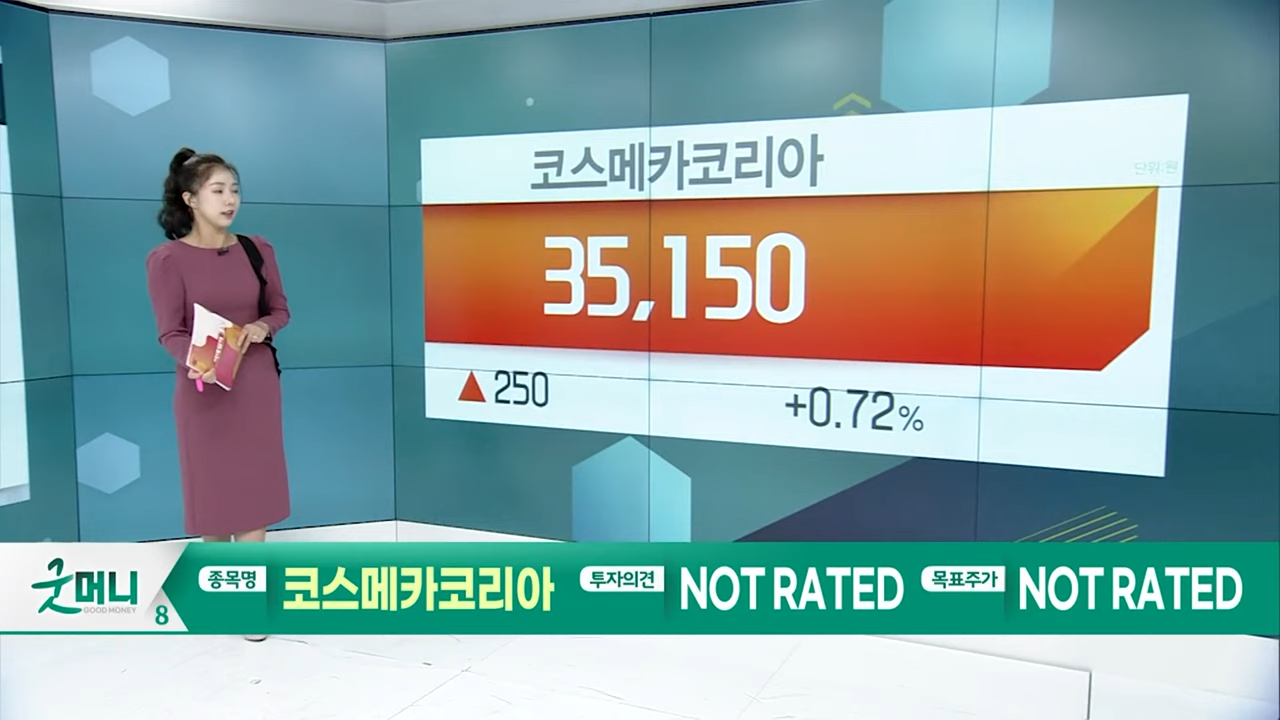 코스메카코리아
단위:원
35,150
▲250
+0.72%
굿머니
GOOD MONEY
8
종목명
코스메카코리아
투자의견
NOT RATED
목표주가
NOT RATED